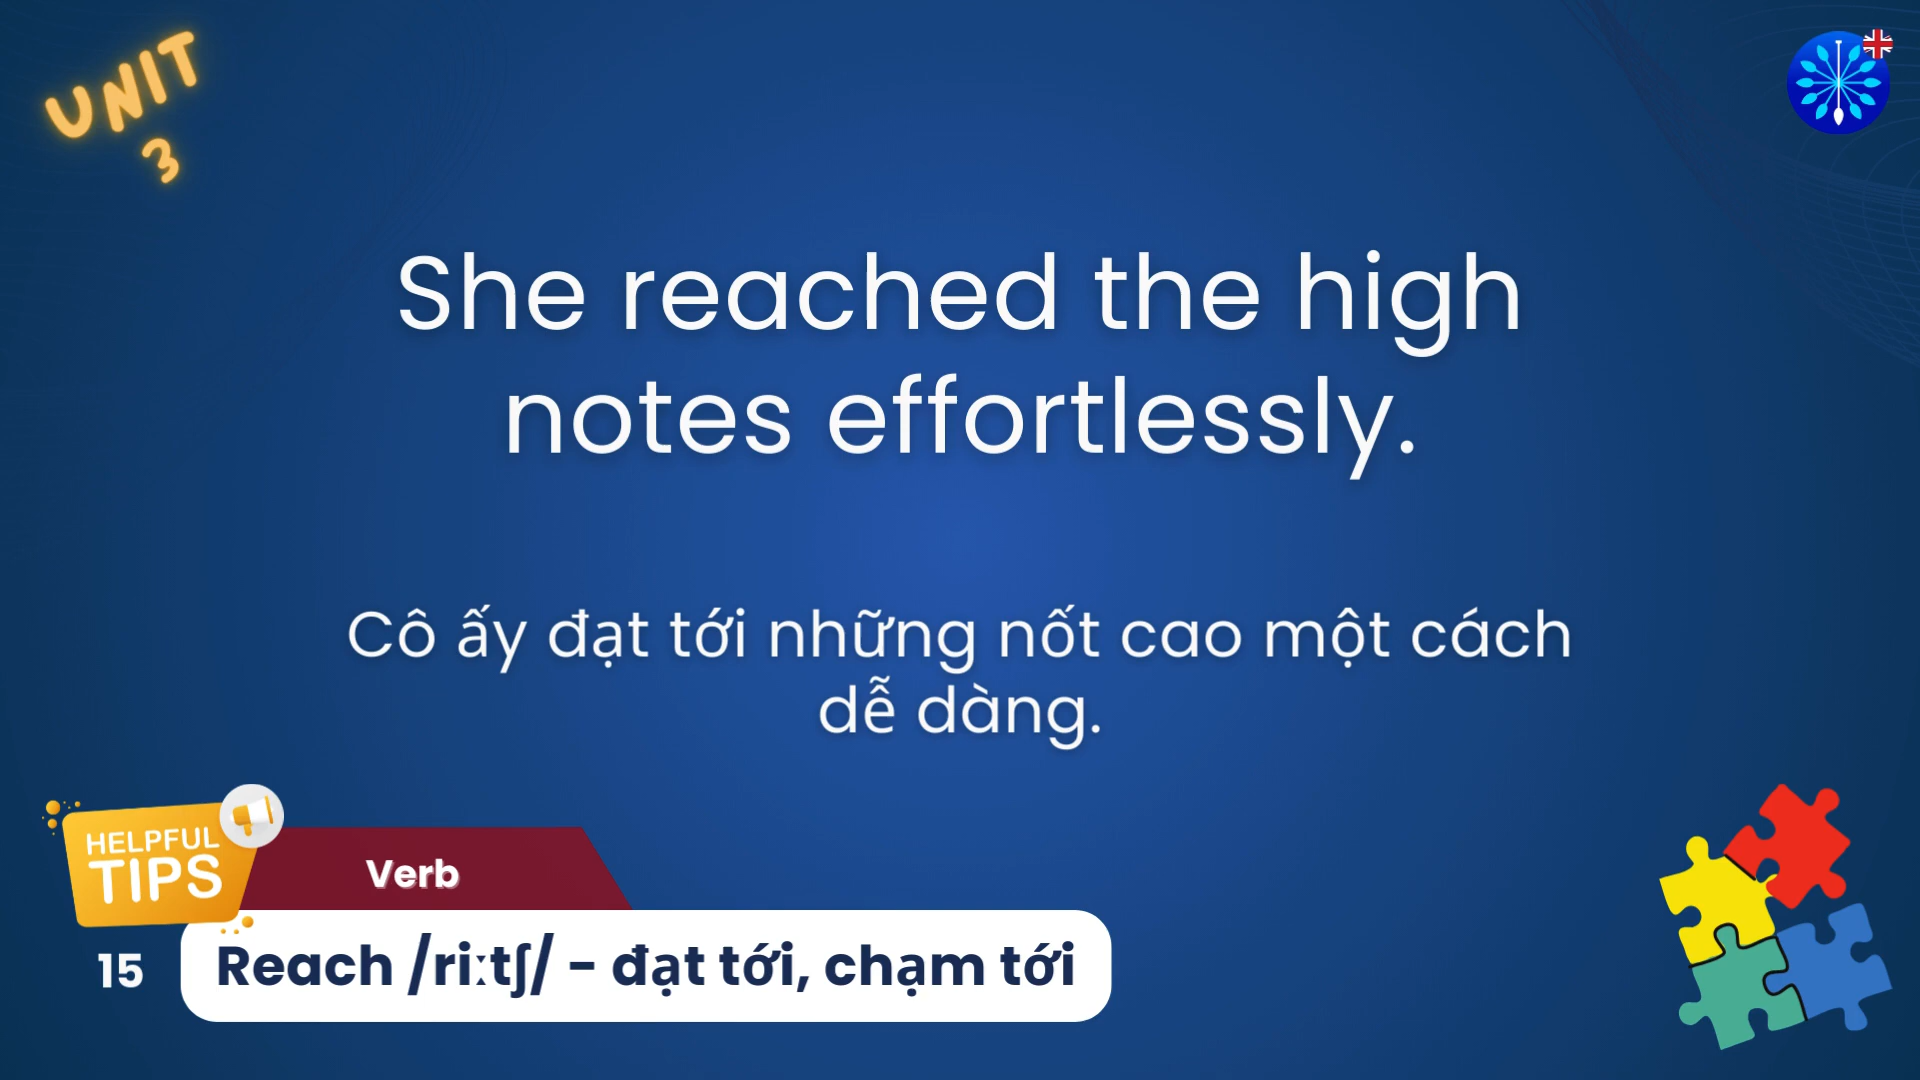 UNIT
3
She reached the high
notes effortlessly.
Cô ấy đạt tới những nốt cao một cách
dễ dàng.
HELPFUL
TIPS
Verb
15
Reach /riːtʃ/ - đạt tới, chạm tới